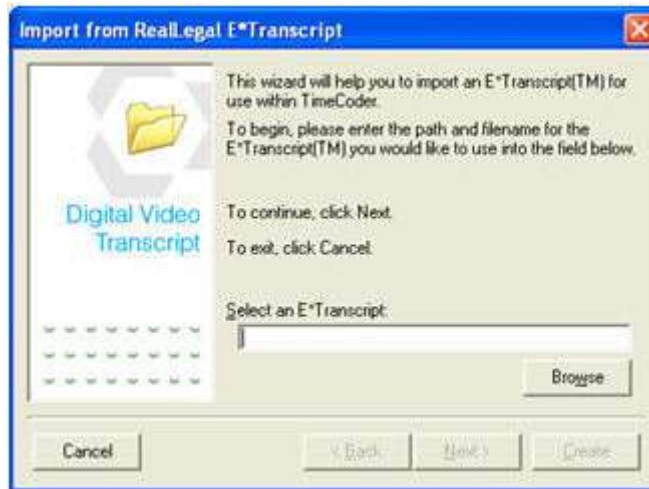 Import from RealLegal E*Transcript
This wizard will help you to import an E*Transcript(TM) for
use within TimeCoder.
To begin, please enter the path and filename for the
E*Transcript(TM) you would like to use into the field below.
Digital Video
Transcript
To continue, click Next.
To exit, click Cancel.
Select an E*Transcript:
Browse
Cancel
< Back
Next >
Create